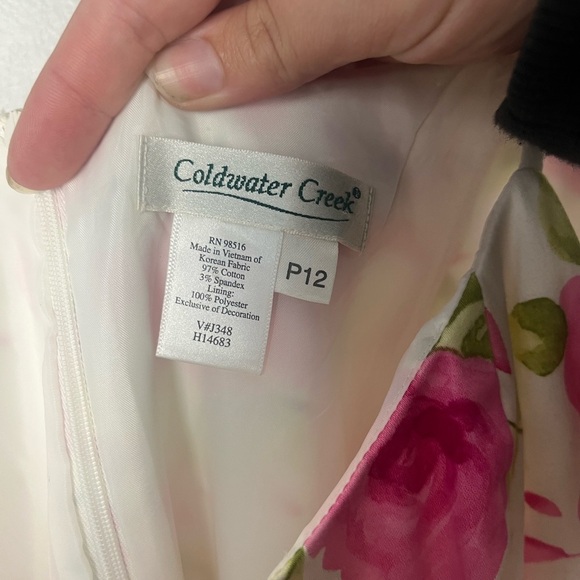 Coldwater Creek®
RN 98516
Made in Vietnam of
Korean Fabric
97% Cotton
3% Spandex
Lining:
100% Polyester
Exclusive of Decoration
V#J348
H14683
P12